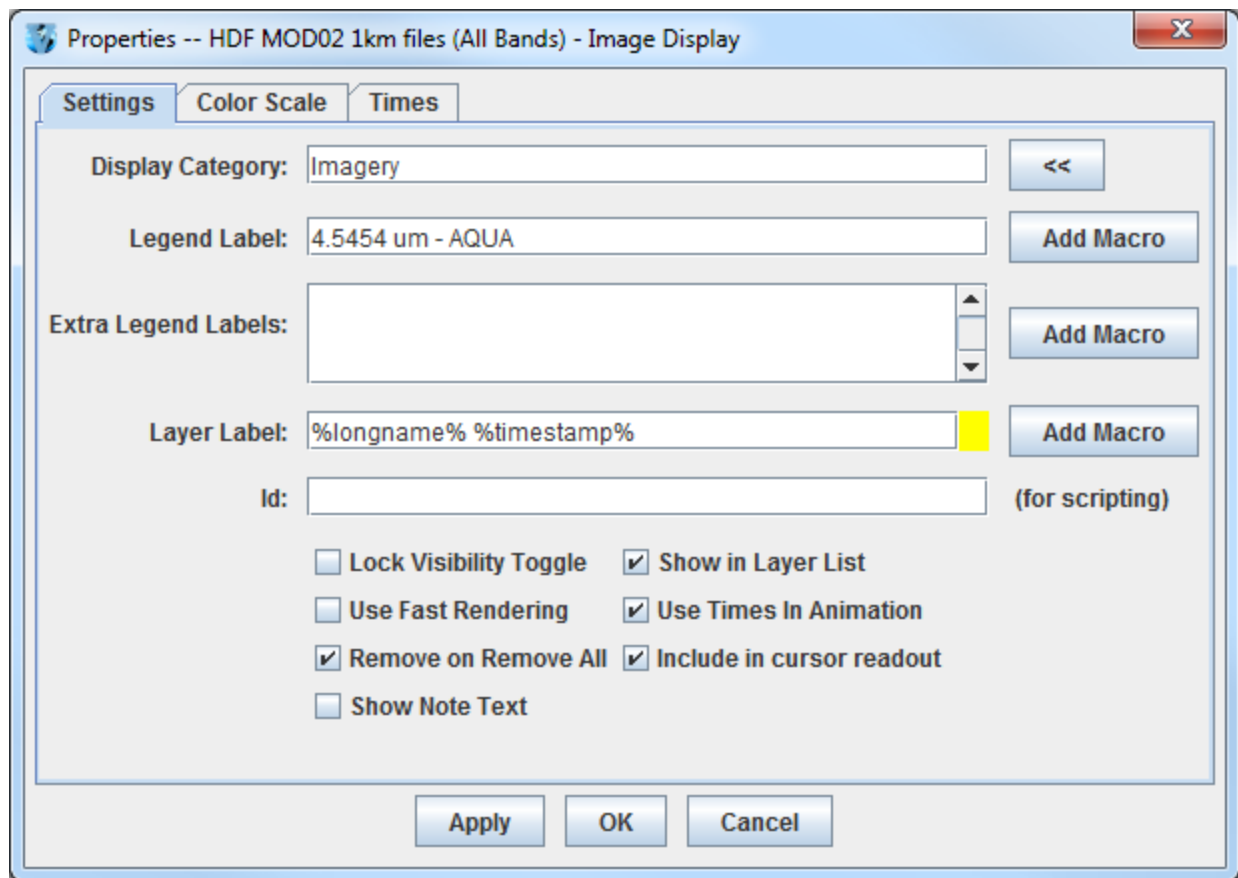 Properties -- HDF MOD02 1km files (All Bands) - Image Display
Settings Color Scale Times
Display Category: Imagery <<
Legend Label: 4.5454 um - AQUA Add Macro
Extra Legend Labels: Add Macro
Layer Label: %longname% %timestamp% Add Macro
Id: (for scripting)
Lock Visibility Toggle Show in Layer List
Use Fast Rendering Use Times In Animation
Remove on Remove All Include in cursor readout
Show Note Text
Apply OK Cancel